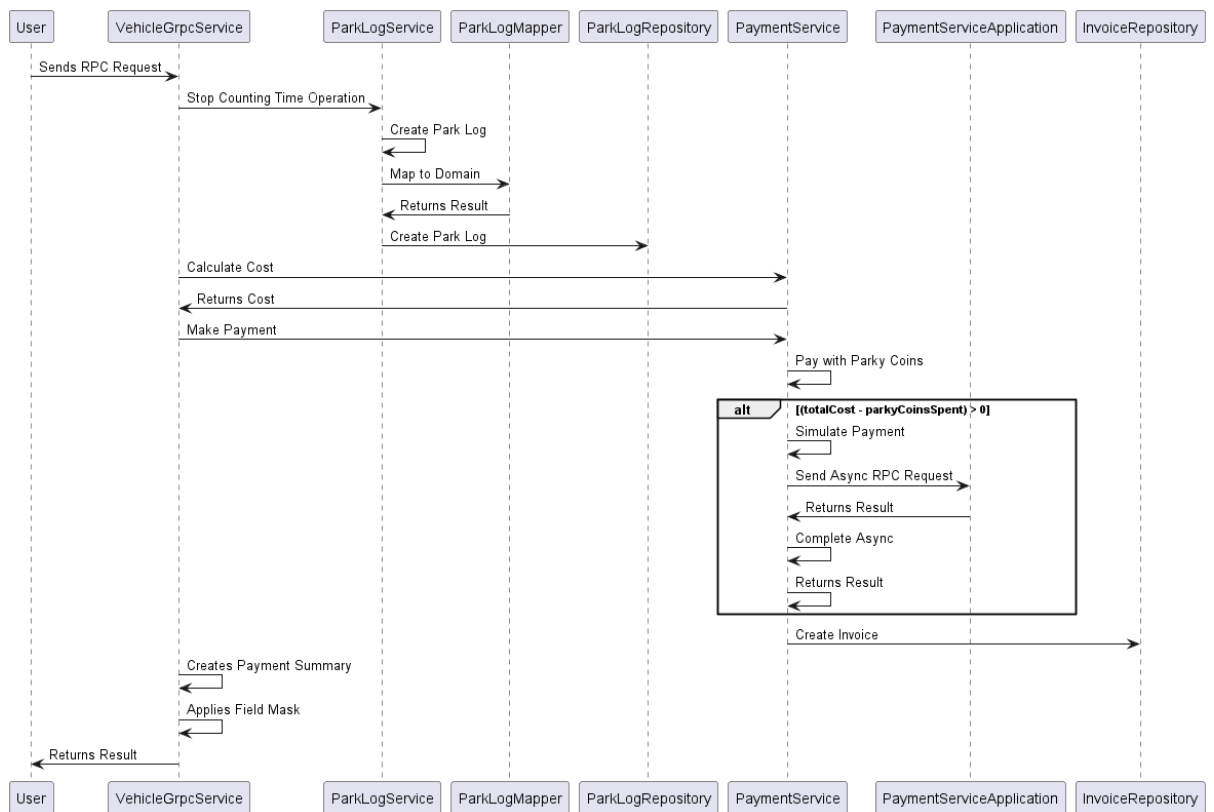 User VehicleGrpcService ParkLogService ParkLogMapper ParkLogRepository PaymentService PaymentServiceApplication InvoiceRepository
Sends RPC Request
Stop Counting Time Operation
Create Park Log
Map to Domain
Returns Result
Create Park Log
Calculate Cost
Returns Cost
Make Payment
Pay with Parky Coins
alt [(totalCost - parkyCoinsSpent) > 0]
Simulate Payment
Send Async RPC Request
Returns Result
Complete Async
Returns Result
Create Invoice
Creates Payment Summary
Applies Field Mask
Returns Result
User VehicleGrpcService ParkLogService ParkLogMapper ParkLogRepository PaymentService PaymentServiceApplication InvoiceRepository